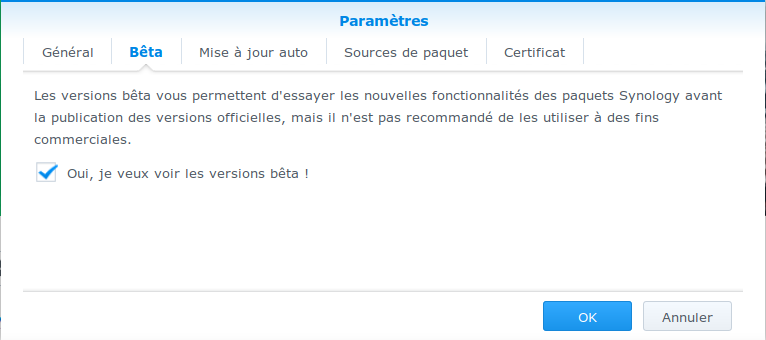 Paramètres
Général
Bêta
Mise à jour auto
Sources de paquet
Certificat
Les versions bêta vous permettent d'essayer les nouvelles fonctionnalités des paquets Synology avant
la publication des versions officielles, mais il n'est pas recommandé de les utiliser à des fins
commerciales.
Oui, je veux voir les versions bêta !
OK
Annuler